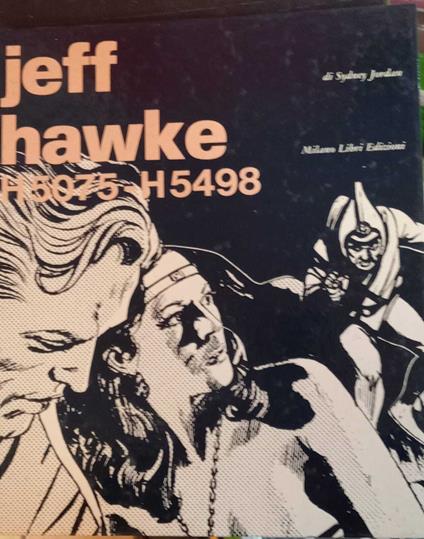 jeff
hawke
H5075-H5498
di Sydney Jordan
Milano Libri Edizioni